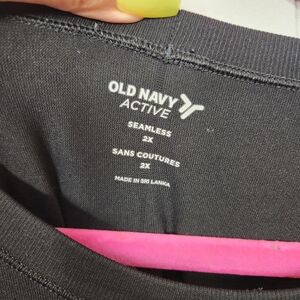 OLD NAVY
ACTIVE
SEAMLESS
2X
SANS COUTURES
2X
MADE IN SRI LANKA